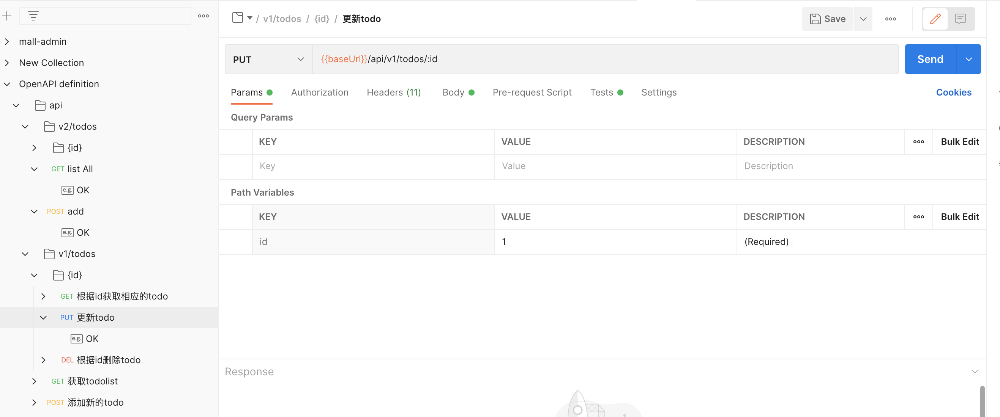 mall-admin
New Collection
OpenAPI definition
api
v2/todos
{id}
GET list All
e.g. OK
POST add
e.g. OK
v1/todos
{id}
GET 根据id获取相应的todo
PUT 更新todo
e.g. OK
DEL 根据id删除todo
GET 获取todolist
POST 添加新的todo
/ v1/todos / {id} / 更新todo
Save
PUT {{baseUrl}}/api/v1/todos/:id Send
Params Authorization Headers (11) Body Pre-request Script Tests Settings Cookies
Query Params
KEY VALUE DESCRIPTION Bulk Edit
Key Value Description
Path Variables
KEY VALUE DESCRIPTION Bulk Edit
id 1 (Required)
Response